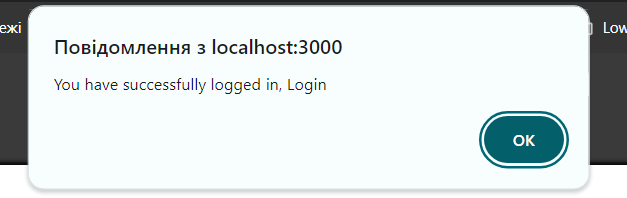 ежі
Low
Повідомлення з localhost:3000
You have successfully logged in, Login
OK